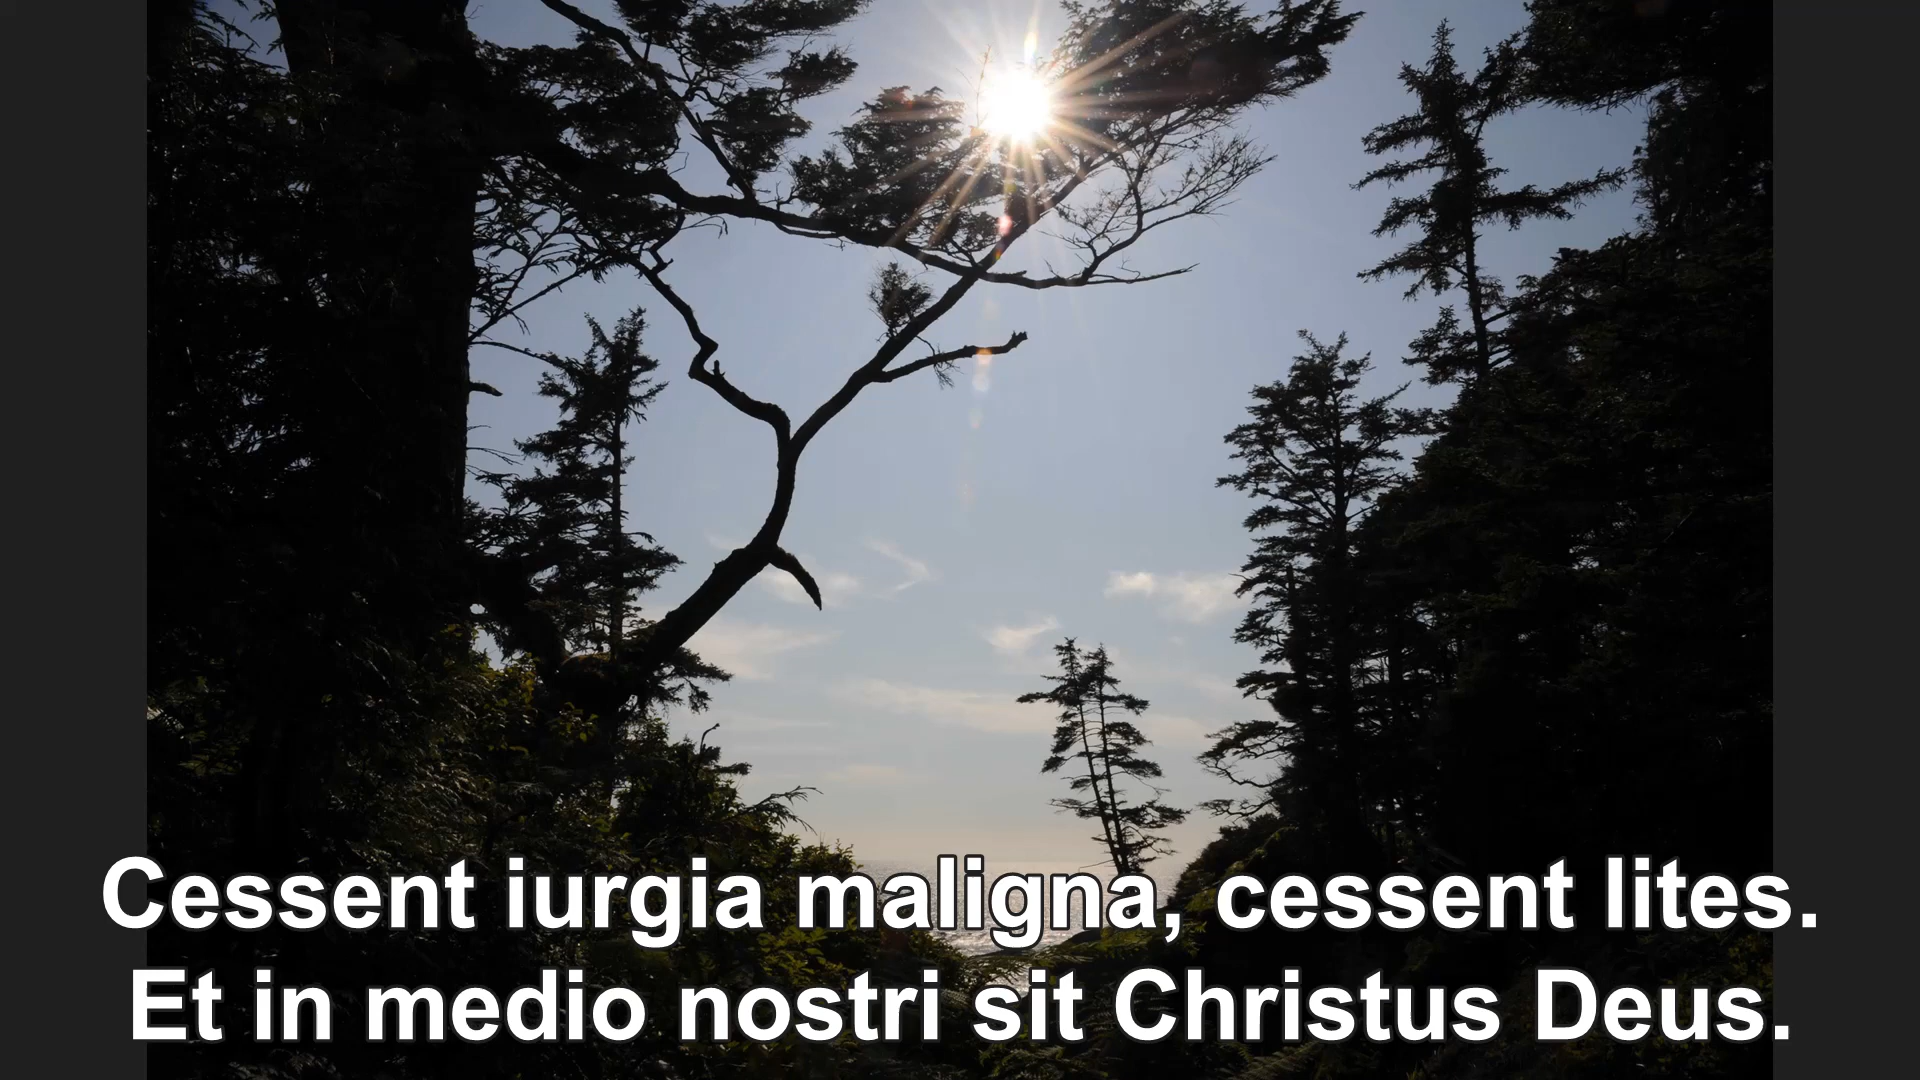 Cessent iurgia maligna, cessent lites.
Et in medio nostri sit Christus Deus.